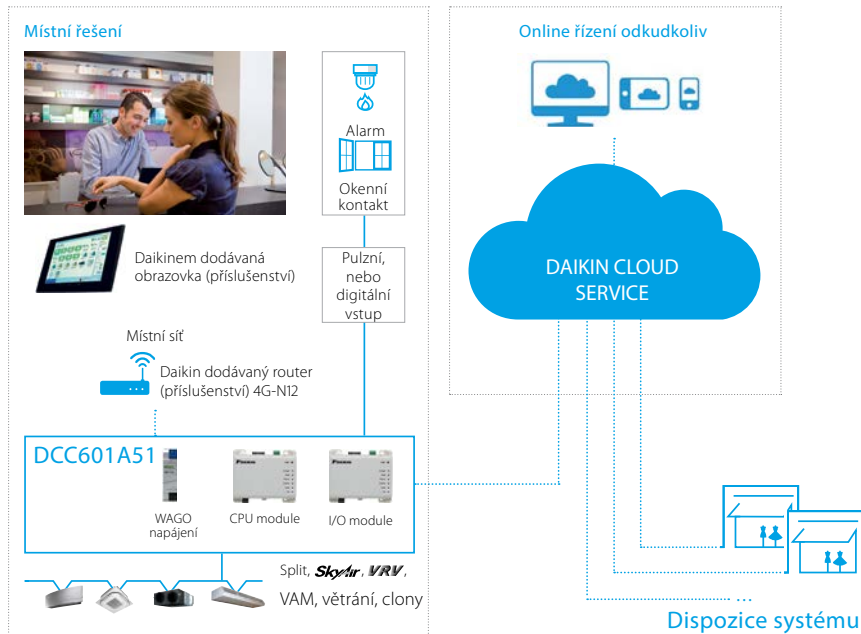 Místní řešení
Alarm
Okenní
kontakt
Daikinem dodávaná
obrazovka (příslušenství)
Pulzní,
nebo
digitální
vstup
Místní síť
Daikin dodávaný router
(příslušenství) 4G-N12
DCC601A51
WAGO
napájení
CPU module
I/O module
Split, SkyAir, VRV,
VAM, větrání, clony
Online řízení odkudkoliv
DAIKIN CLOUD
SERVICE
...
Dispozice systému